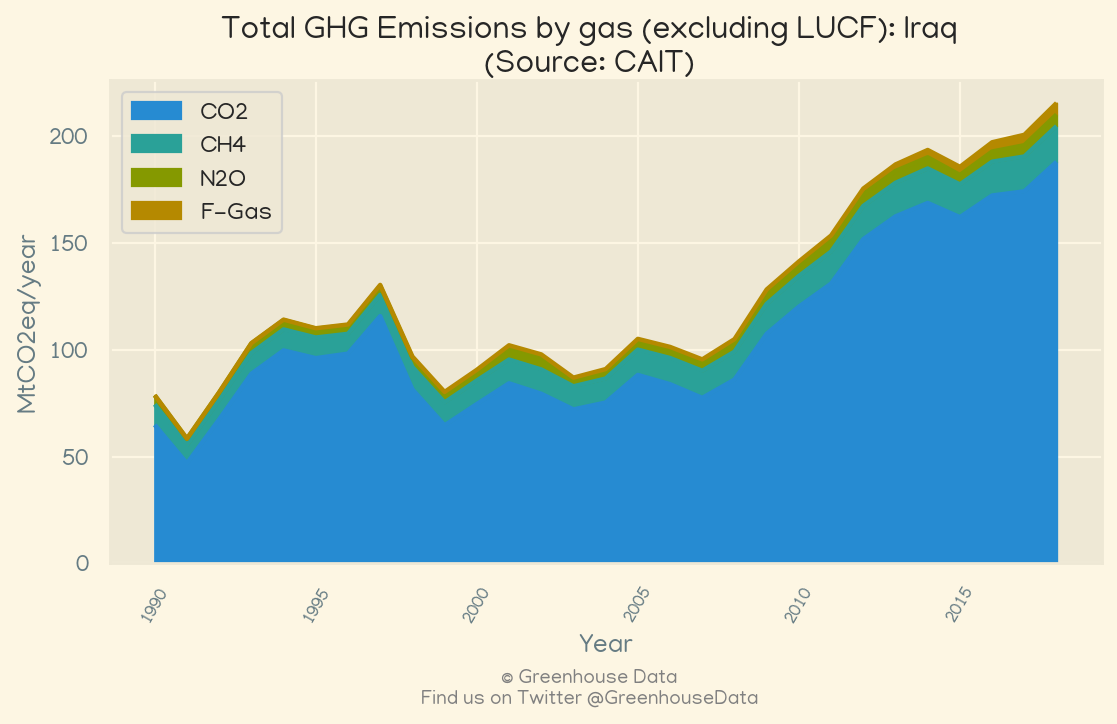 Total GHG Emissions by gas (excluding LUCF): Iraq
(Source: CAIT)
CO2
CH4
N2O
F-Gas
MtCO2eq/year
200
150
100
50
0
1990
1995
2000
2005
2010
2015
Year
© Greenhouse Data
Find us on Twitter @GreenhouseData